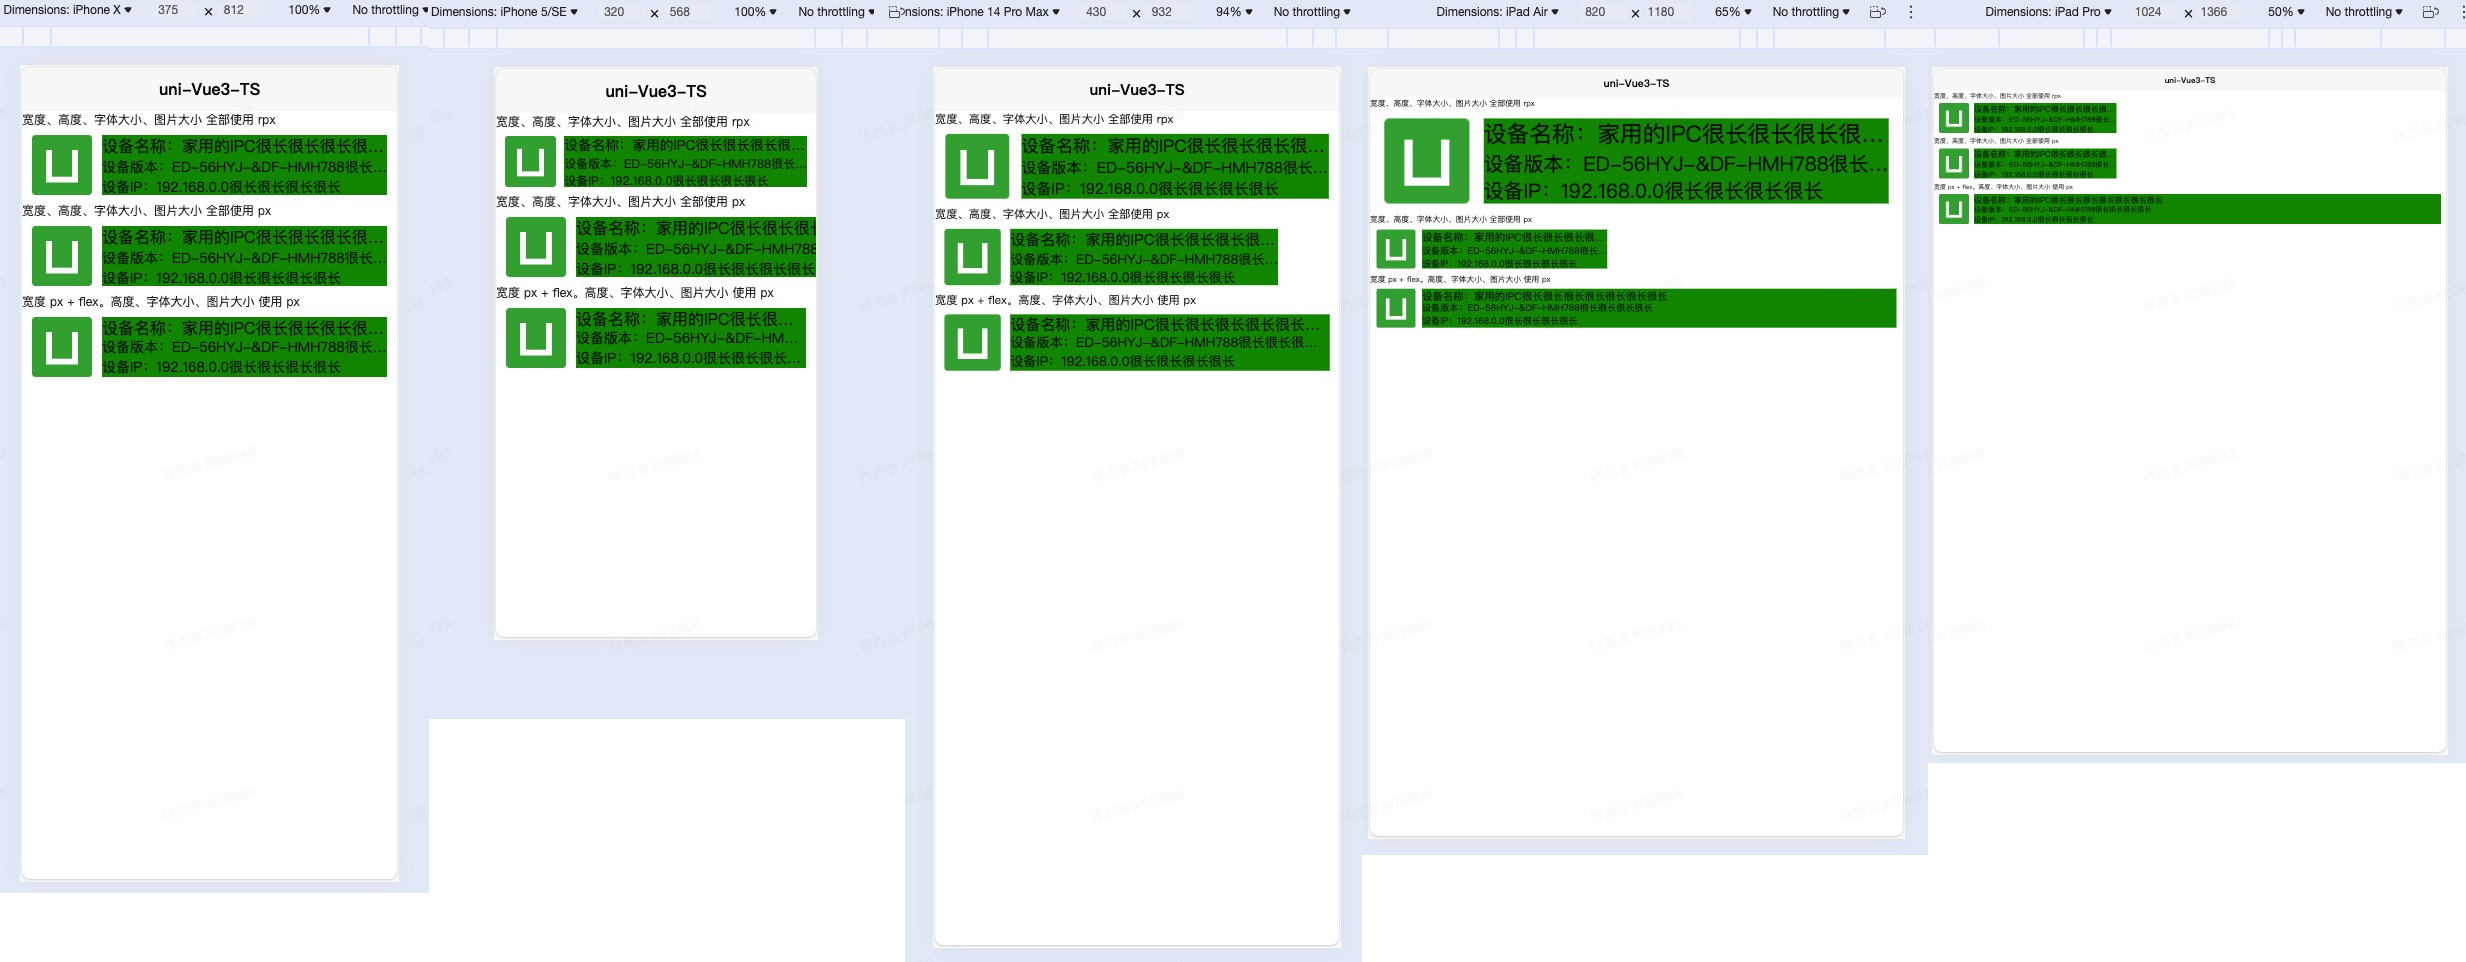 Dimensions: iPhone X 375 × 812 100% No throttling
uni-Vue3-TS
宽度、高度、字体大小、图片大小 全部使用 rpx
设备名称：家用的IPC很长很长很长很...
设备版本：ED-56HYJ-&DF-HMH788很长...
设备IP：192.168.0.0很长很长很长很长
宽度、高度、字体大小、图片大小 全部使用 px
设备名称：家用的IPC很长很长很长很...
设备版本：ED-56HYJ-&DF-HMH788很长...
设备IP：192.168.0.0很长很长很长很长
宽度 px + flex。高度、字体大小、图片大小 使用 px
设备名称：家用的IPC很长很长很长很...
设备版本：ED-56HYJ-&DF-HMH788很长...
设备IP：192.168.0.0很长很长很长很长
Dimensions: iPhone 5/SE 320 × 568 100% No throttling
uni-Vue3-TS
宽度、高度、字体大小、图片大小 全部使用 rpx
设备名称：家用的IPC很长很长很长很...
设备版本：ED-56HYJ-&DF-HMH788很长...
设备IP：192.168.0.0很长很长很长很长
宽度、高度、字体大小、图片大小 全部使用 px
设备名称：家用的IPC很长很长很
设备版本：ED-56HYJ-&DF-HMH788
设备IP：192.168.0.0很长很长很长很长
宽度 px + flex。高度、字体大小、图片大小 使用 px
设备名称：家用的IPC很长很...
设备版本：ED-56HYJ-&DF-HM...
设备IP：192.168.0.0很长很长很长...
nsions: iPhone 14 Pro Max 430 × 932 94% No throttling
uni-Vue3-TS
宽度、高度、字体大小、图片大小 全部使用 rpx
设备名称：家用的IPC很长很长很长很...
设备版本：ED-56HYJ-&DF-HMH788很长...
设备IP：192.168.0.0很长很长很长很长
宽度、高度、字体大小、图片大小 全部使用 px
设备名称：家用的IPC很长很长很长很...
设备版本：ED-56HYJ-&DF-HMH788很长...
设备IP：192.168.0.0很长很长很长很长
宽度 px + flex。高度、字体大小、图片大小 使用 px
设备名称：家用的IPC很长很长很长很长很长...
设备版本：ED-56HYJ-&DF-HMH788很长很长很...
设备IP：192.168.0.0很长很长很长很长
Dimensions: iPad Air 820 × 1180 65% No throttling
uni-Vue3-TS
宽度、高度、字体大小、图片大小 全部使用 rpx
设备名称：家用的IPC很长很长很长很...
设备版本：ED-56HYJ-&DF-HMH788很长...
设备IP：192.168.0.0很长很长很长很长
宽度、高度、字体大小、图片大小 全部使用 px
设备名称：家用的IPC很长很长很长很...
设备版本：ED-56HYJ-&DF-HMH788很长...
设备IP：192.168.0.0很长很长很长很长
宽度 px + flex。高度、字体大小、图片大小 使用 px
设备名称：家用的IPC很长很长很长很长很长很长很长
设备版本：ED-56HYJ-&DF-HMH788很长很长很长很长
设备IP：192.168.0.0很长很长很长很长
Dimensions: iPad Pro 1024 × 1366 50% No throttling
uni-Vue3-TS
宽度、高度、字体大小、图片大小 全部使用 rpx
设备名称：家用的IPC很长很长很长很...
设备版本：ED-56HYJ-&DF-HMH788很长...
设备IP：192.168.0.0很长很长很长很长
宽度、高度、字体大小、图片大小 全部使用 px
设备名称：家用的IPC很长很长很长很...
设备版本：ED-56HYJ-&DF-HMH788很长...
设备IP：192.168.0.0很长很长很长很长
宽度 px + flex。高度、字体大小、图片大小 使用 px
设备名称：家用的IPC很长很长很长很长很长很长很长
设备版本：ED-56HYJ-&DF-HMH788很长很长很长很长
设备IP：192.168.0.0很长很长很长很长